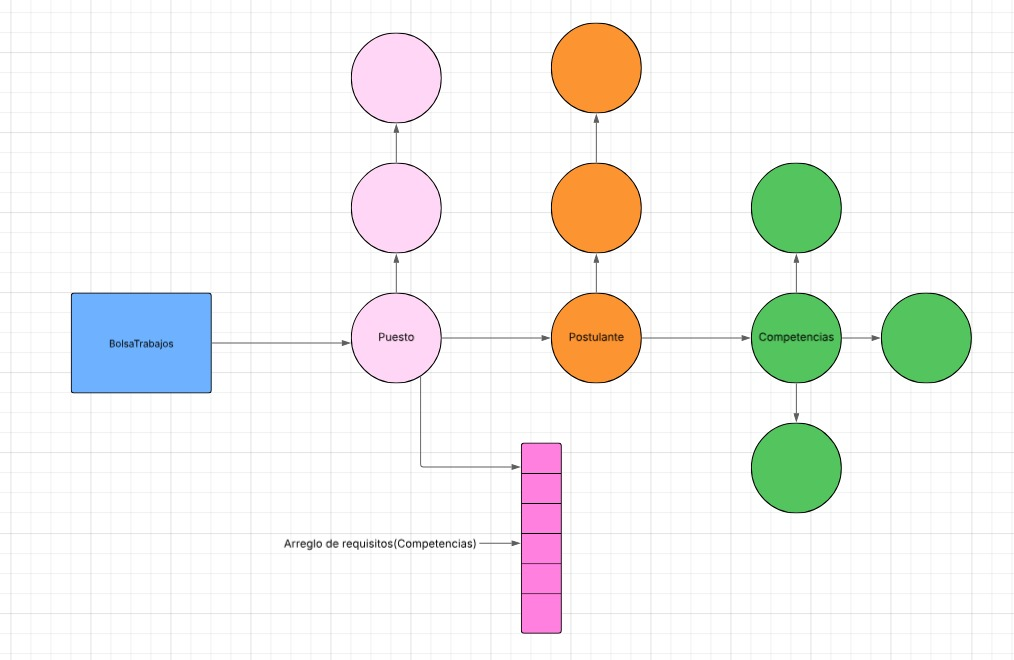 BolsaTrabajos
Puesto
Postulante
Competencias
Arreglo de requisitos(Competencias)